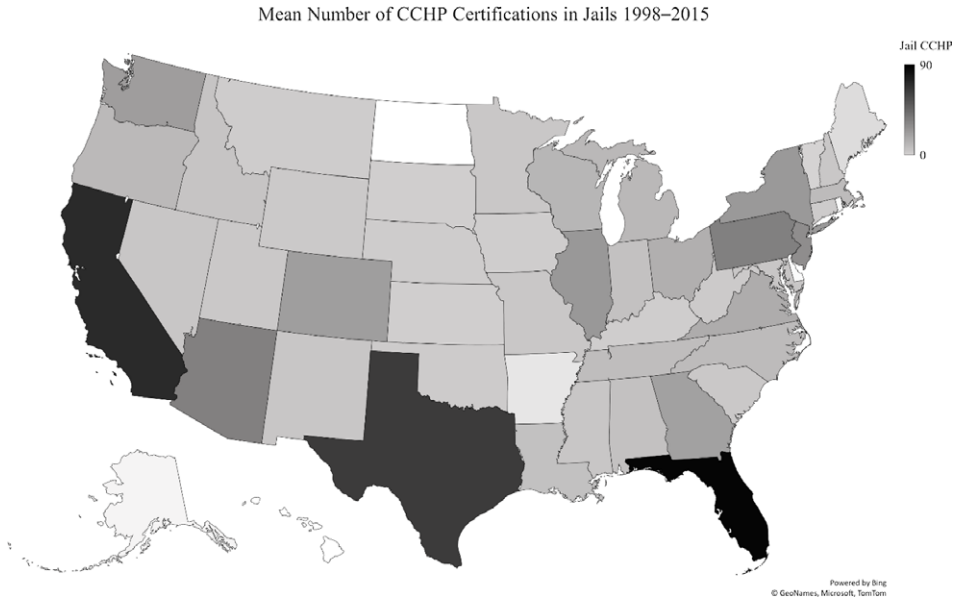 Mean Number of CCHP Certifications in Jails 1998–2015
Jail CCHP
90
0
Powered by Bing
© GeoNames, Microsoft, TomTom